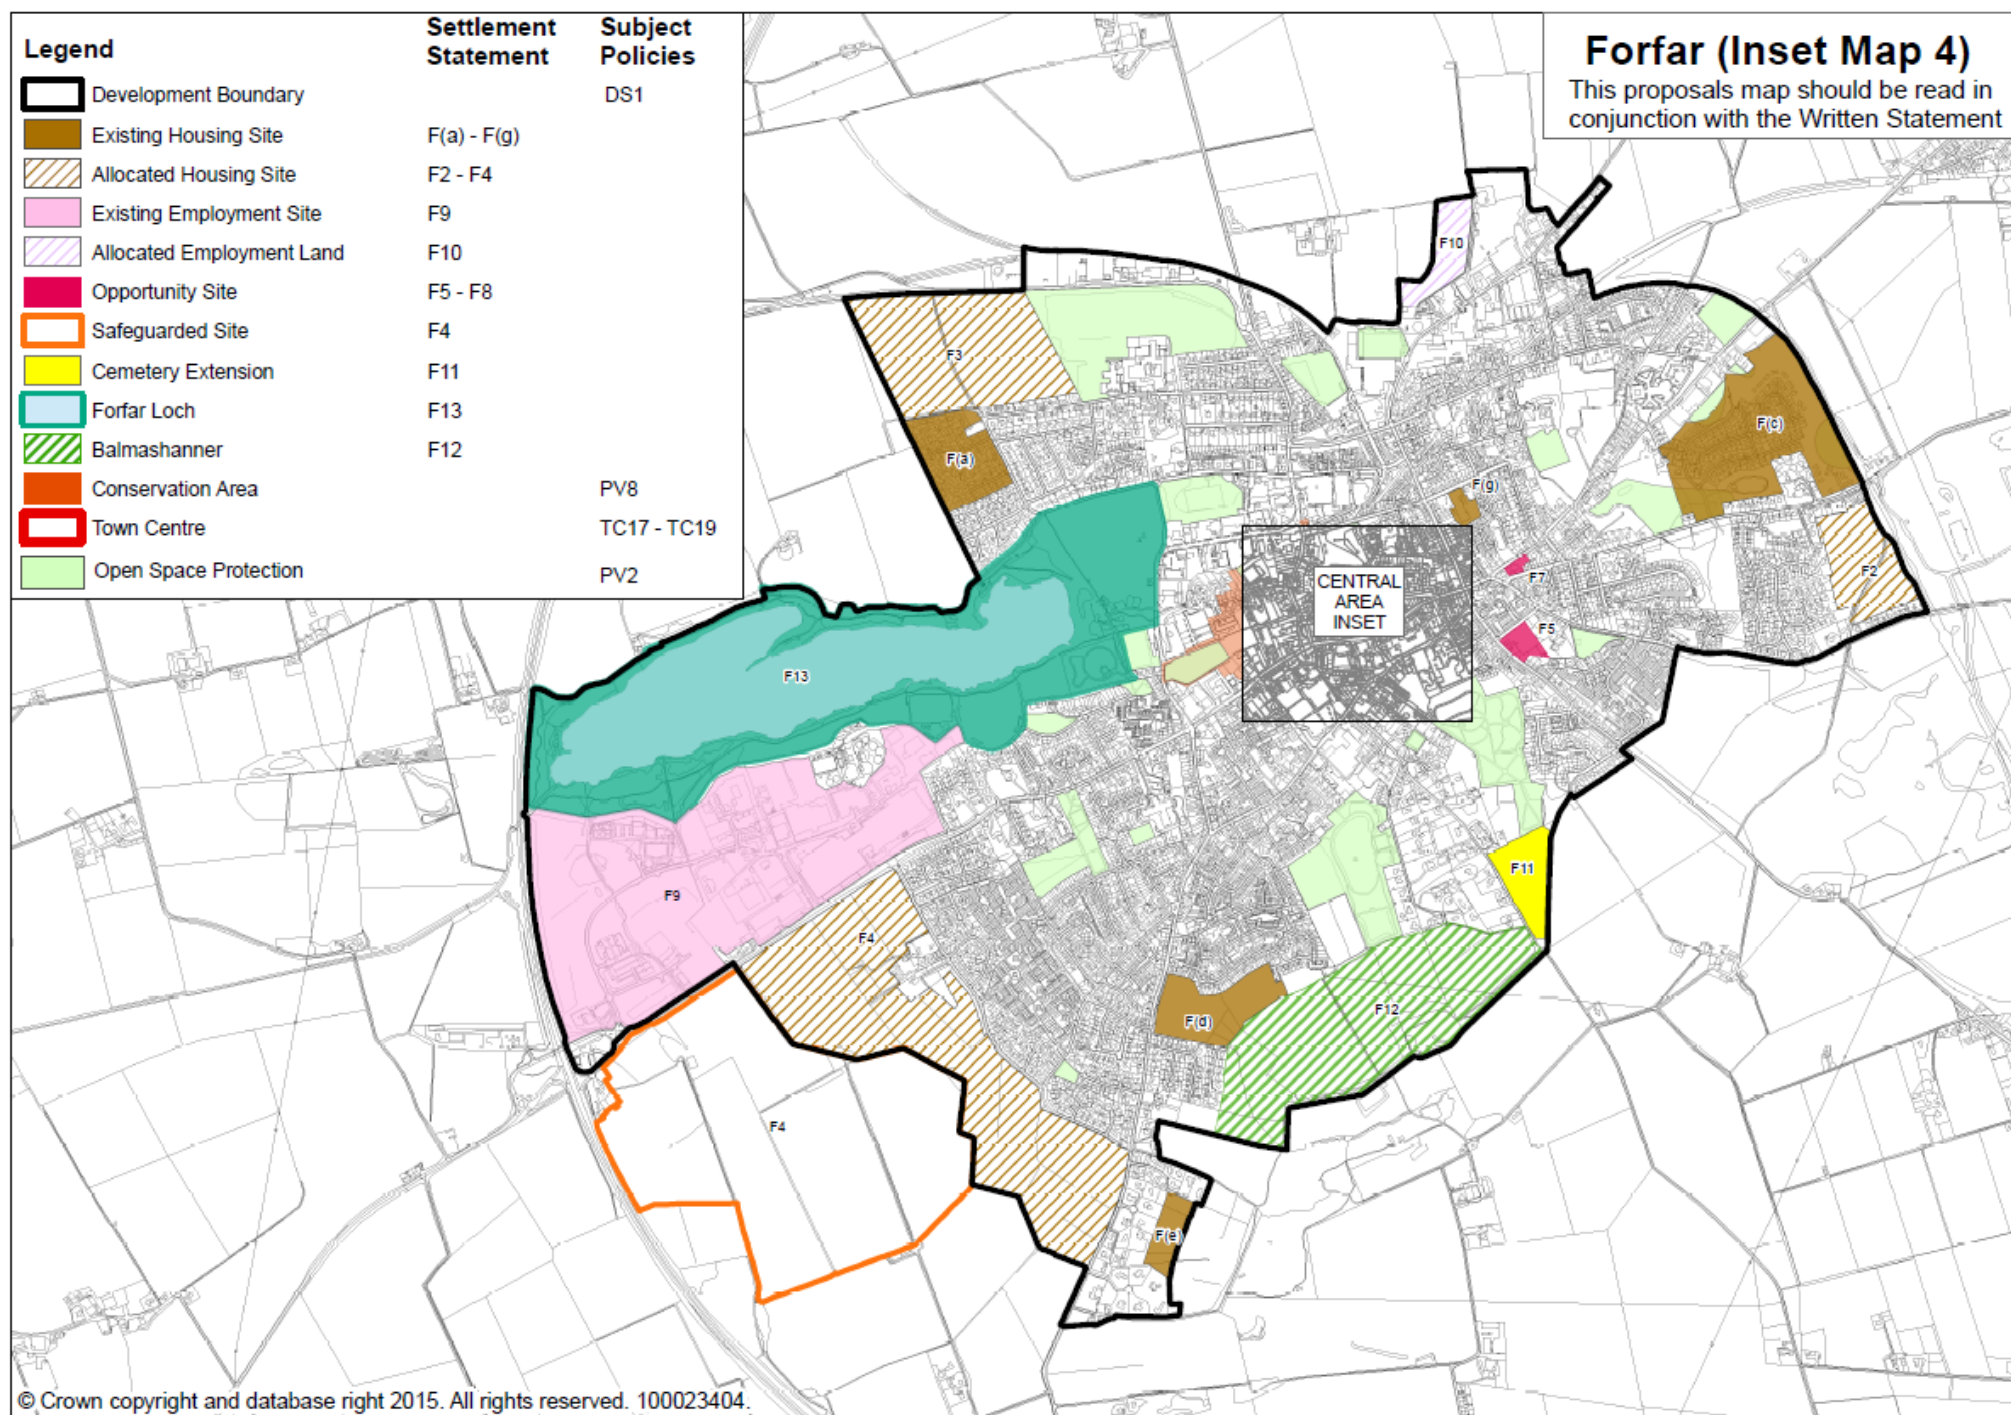 Legend
Settlement Statement
Subject Policies
Development Boundary DS1
Existing Housing Site F(a) - F(g)
Allocated Housing Site F2 - F4
Existing Employment Site F9
Allocated Employment Land F10
Opportunity Site F5 - F8
Safeguarded Site F4
Cemetery Extension F11
Forfar Loch F13
Balmashanner F12
Conservation Area PV8
Town Centre TC17 - TC19
Open Space Protection PV2
Forfar (Inset Map 4)
This proposals map should be read in
conjunction with the Written Statement
F10
F3
F(a)
F(c)
F(g)
F2
F7
F5
CENTRAL
AREA
INSET
F13
F11
F9
F4
F12
F(d)
F4
F(e)
© Crown copyright and database right 2015. All rights reserved. 100023404.